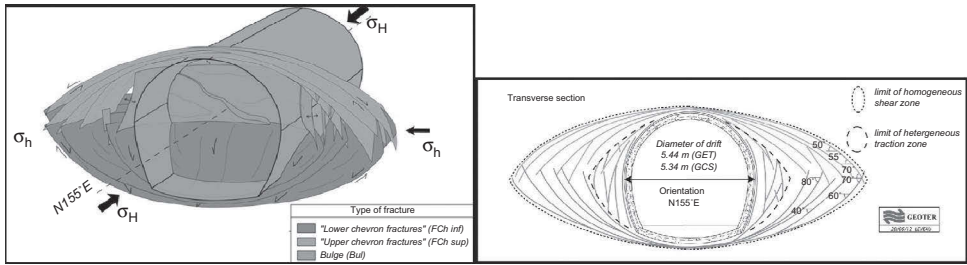 σH
σh
σh
N155°E
σH
Type of fracture
"Lower chevron fractures" (FCh inf)
"Upper chevron fractures" (FCh sup)
Bulge (Bul)
Transverse section
limit of homogeneous
shear zone
limit of hetergeneous
traction zone
Diameter of drift
5.44 m (GET)
5.34 m (GCS)
Orientation
N155°E
50
55
70
70
80
60
40
GEOTER